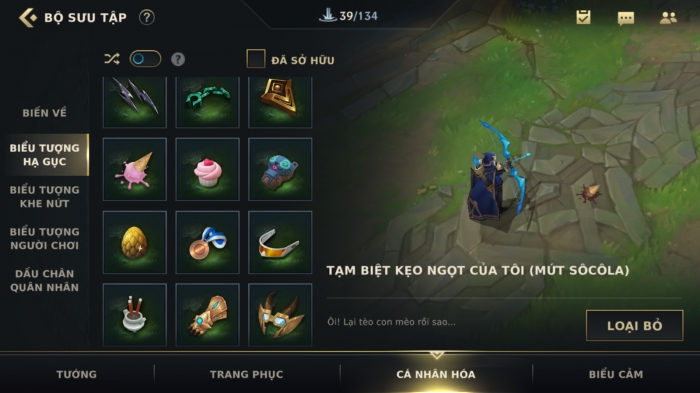 BỘ SƯU TẬP ?
39/134
? ĐÃ SỞ HỮU
BIẾN VỀ
BIỂU TƯỢNG
HẠ GỤC
BIỂU TƯỢNG
KHE NỨT
BIỂU TƯỢNG
NGƯỜI CHƠI
DẤU CHÂN
QUÂN NHÂN
TẠM BIỆT KẸO NGỌT CỦA TÔI (MỨT SÔCÔLA)
Ôi! Lại tèo con mèo rồi sao...
LOẠI BỎ
TƯỚNG
TRANG PHỤC
CÁ NHÂN HÓA
BIỂU CẢM